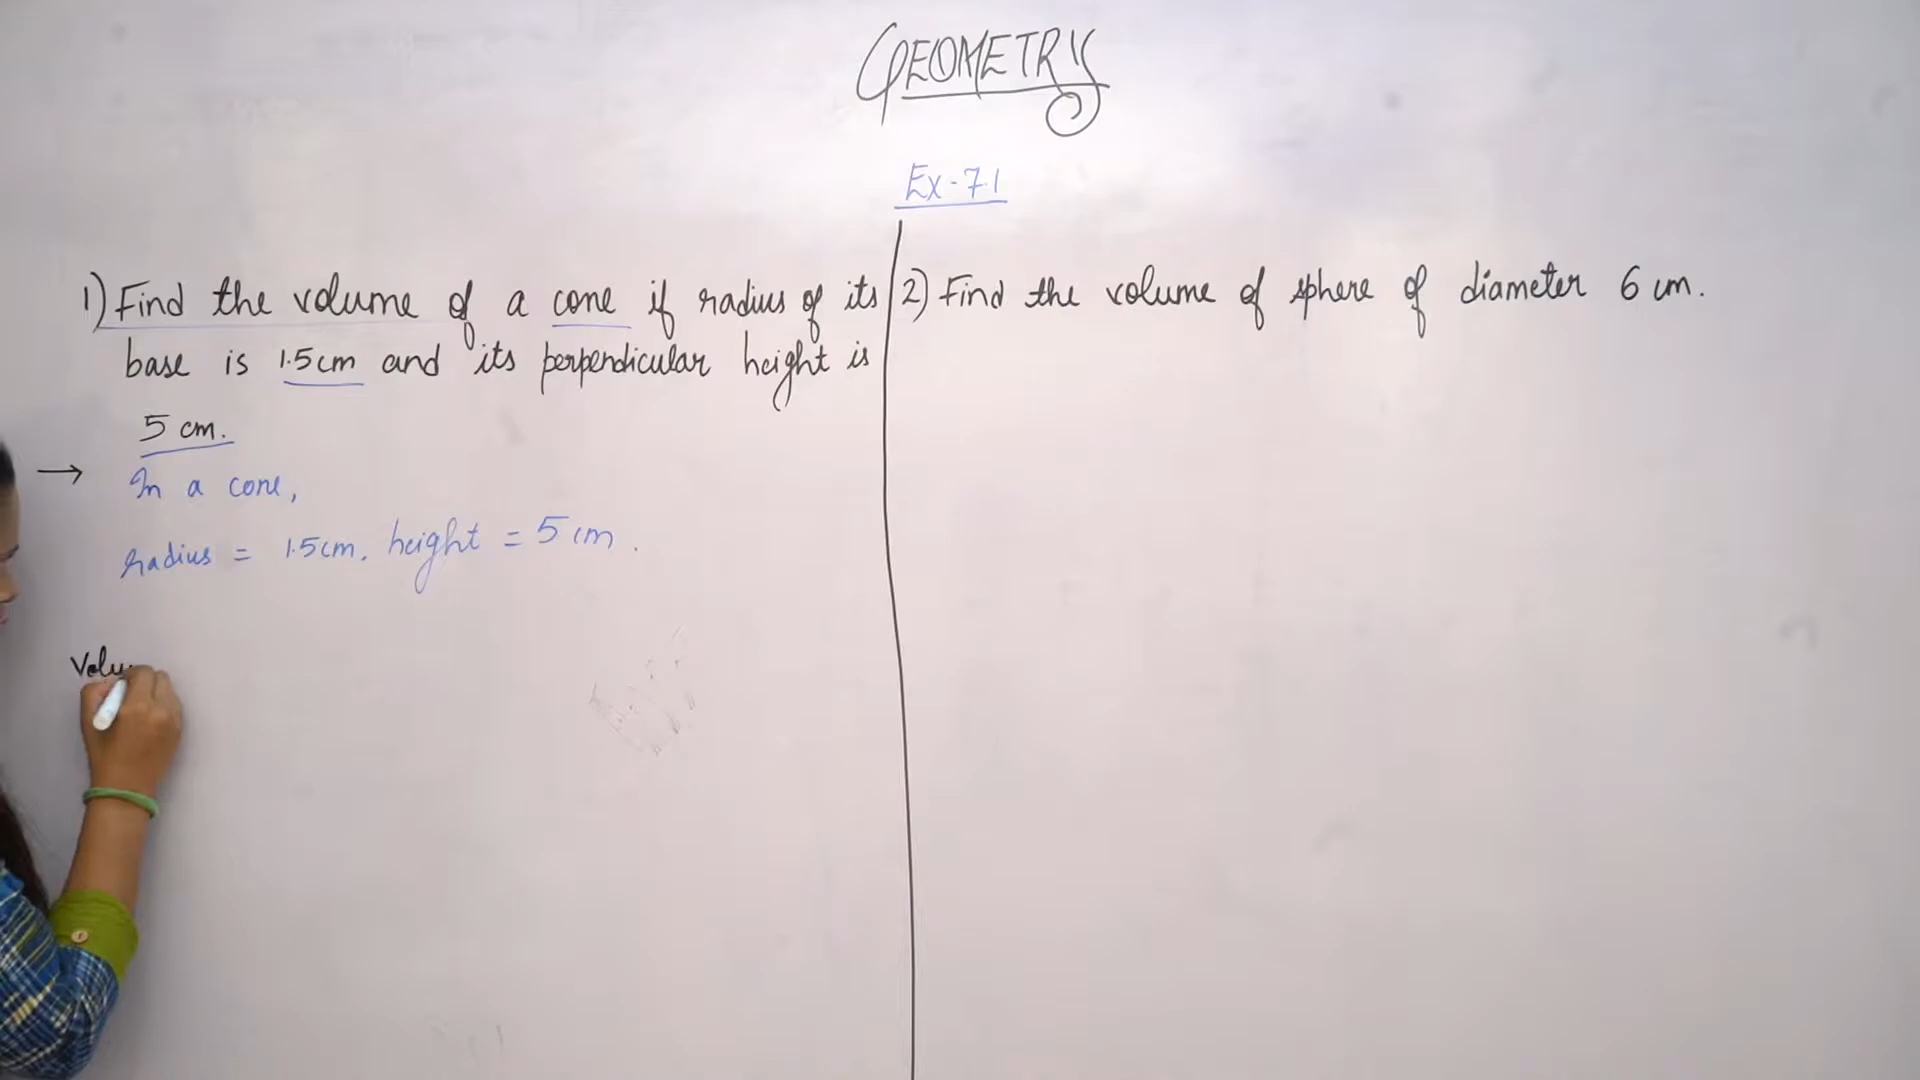 GEOMETRY
Ex-7.1
1) Find the volume of a cone if radius of its
base is 1.5cm and its perpendicular height is
5 cm.
→ In a cone,
radius = 1.5cm, height = 5 cm.
Volu
2) Find the volume of sphere of diameter 6 cm.